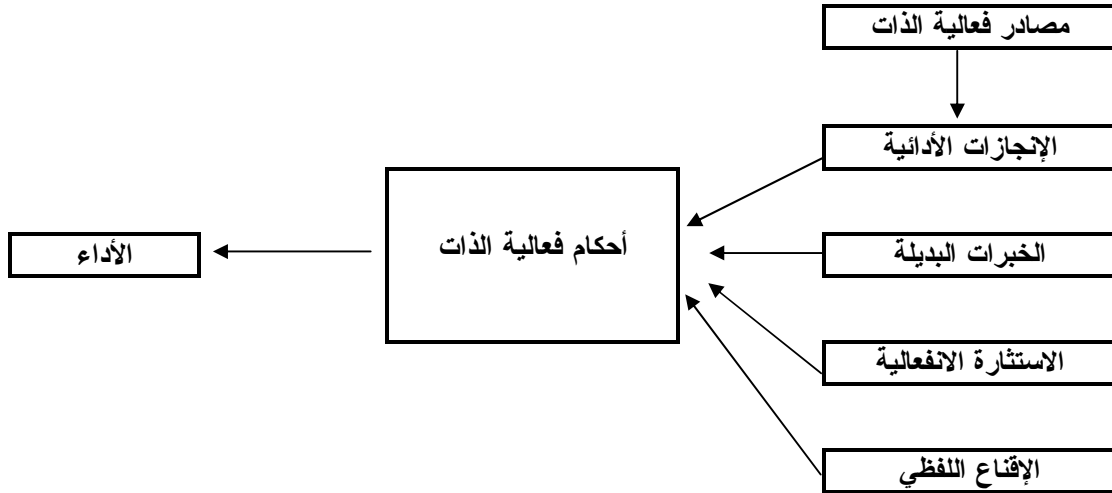 مصادر فعالية الذات
الإنجازات الأدائية
أحكام فعالية الذات
الخبرات البديلة
الأداء
الاستثارة الانفعالية
الإقناع اللفظي